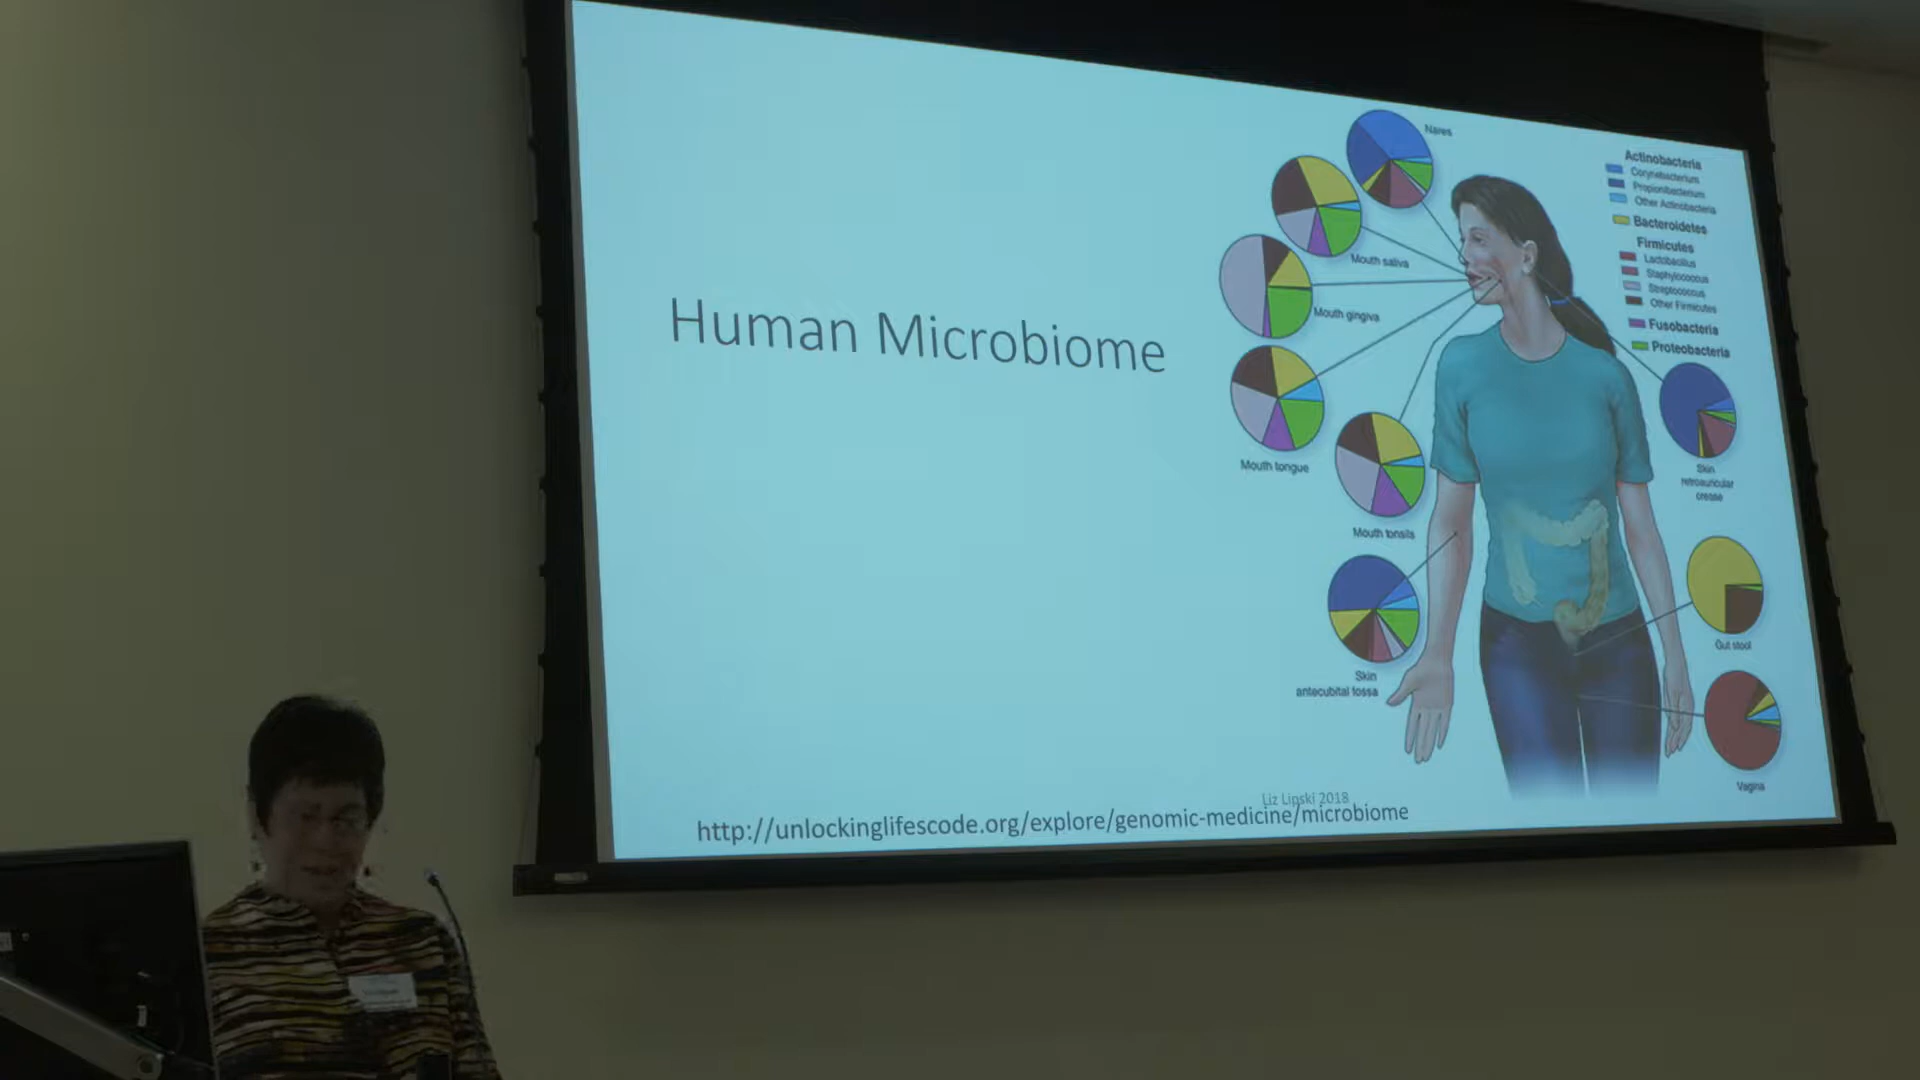 Human Microbiome
Nares
Mouth saliva
Mouth gingiva
Mouth tongue
Mouth tonsils
Skin
antecubital fossa
Actinobacteria
Corynebacterium
Propionibacterium
Other Actinobacteria
Bacteroidetes
Firmicutes
Lactobacillus
Staphylococcus
Streptococcus
Other Firmicutes
Fusobacteria
Proteobacteria
Skin
retroauricular
crease
Gut stool
Vagina
Liz Lipski 2018
http://unlockinglifescode.org/explore/genomic-medicine/microbiome